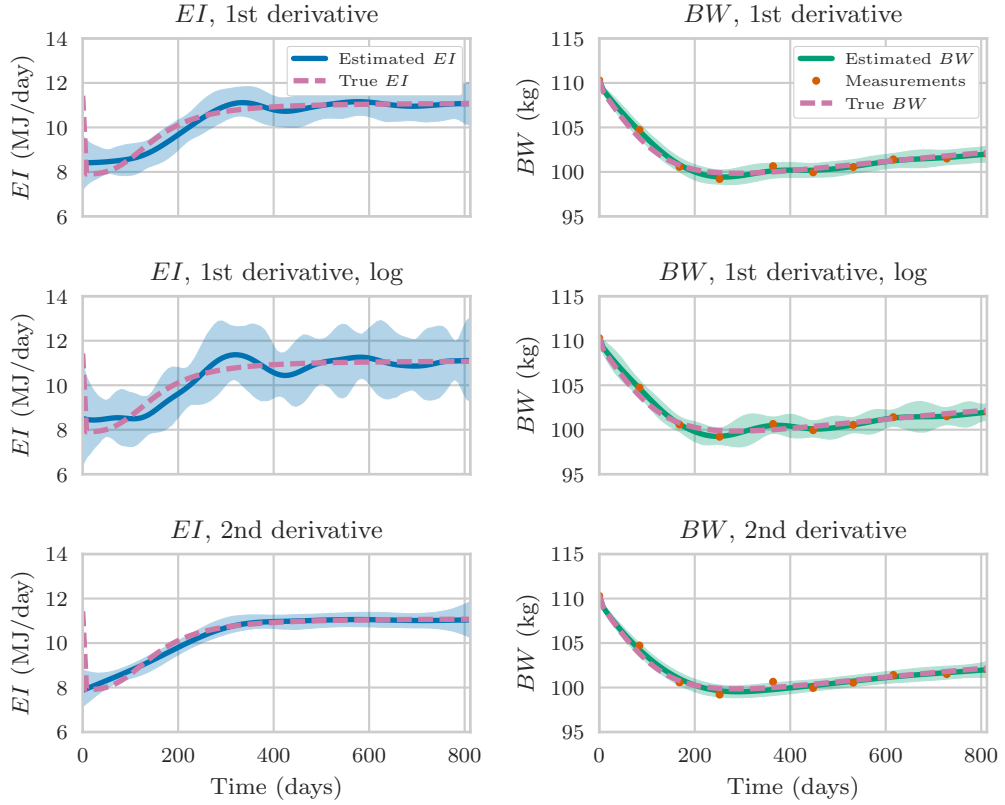 EI, 1st derivative
BW, 1st derivative
14
12
10
8
6
EI (MJ/day)
Estimated EI
True EI
115
110
105
100
95
BW (kg)
Estimated BW
Measurements
True BW
EI, 1st derivative, log
BW, 1st derivative, log
14
12
10
8
6
EI (MJ/day)
115
110
105
100
95
BW (kg)
EI, 2nd derivative
BW, 2nd derivative
14
12
10
8
6
EI (MJ/day)
0 200 400 600 800
Time (days)
115
110
105
100
95
BW (kg)
0 200 400 600 800
Time (days)